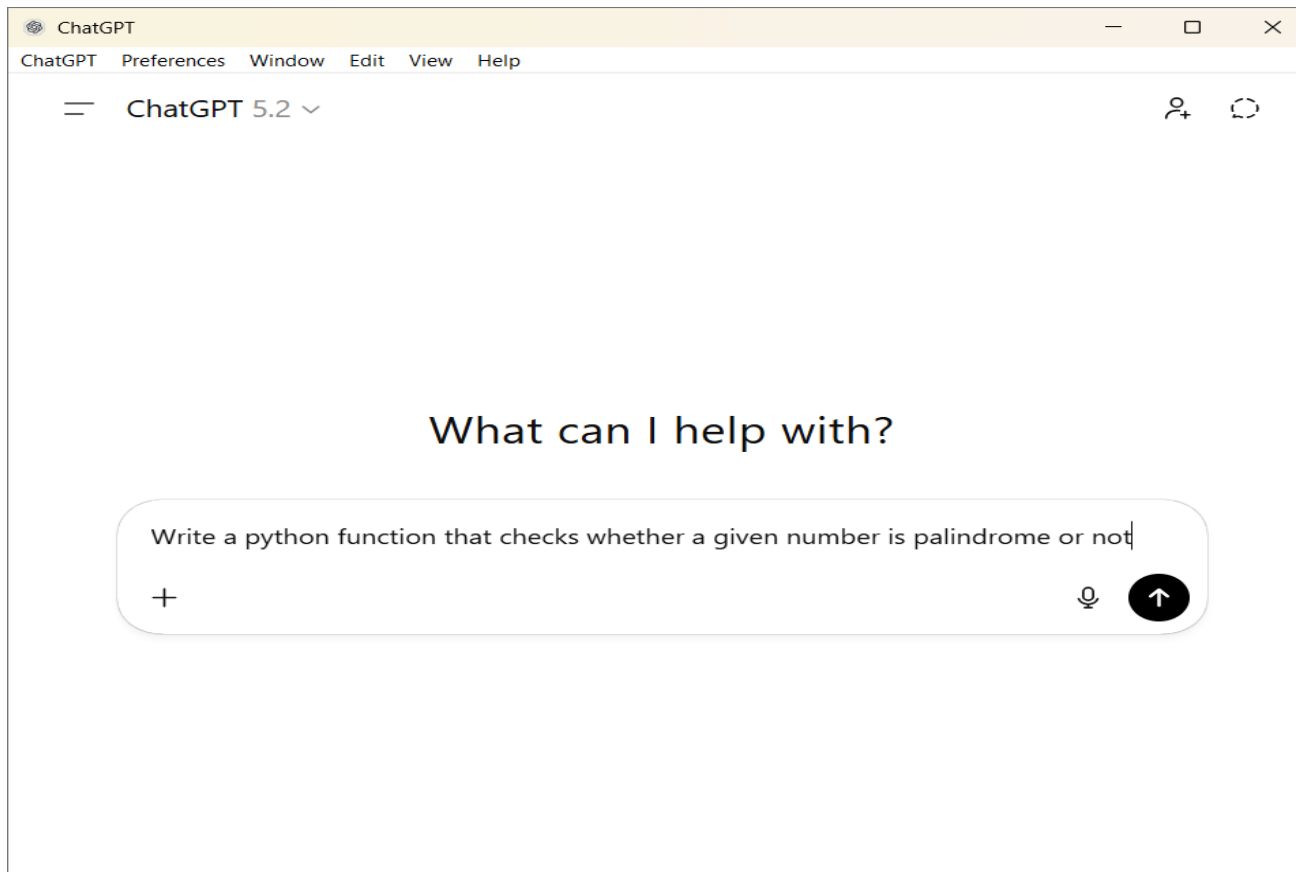 ChatGPT
ChatGPT Preferences Window Edit View Help
ChatGPT 5.2
What can I help with?
Write a python function that checks whether a given number is palindrome or not